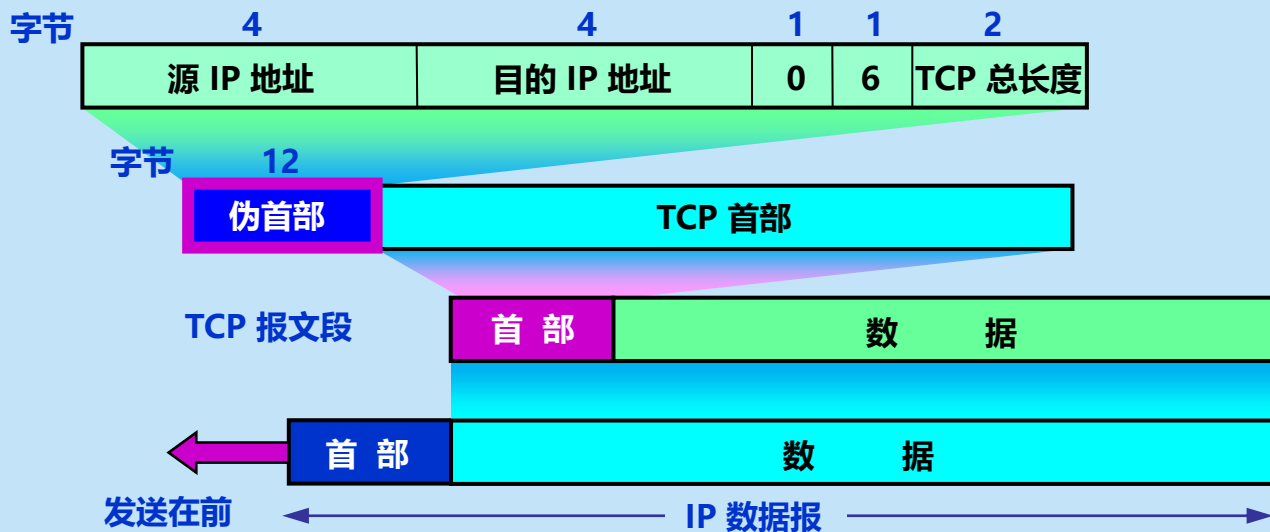 字节 4 4 1 1 2
源 IP 地址 目的 IP 地址 0 6 TCP 总长度
字节 12
伪首部 TCP 首部
TCP 报文段 首 部 数 据
首 部 数 据
发送在前 IP 数据报